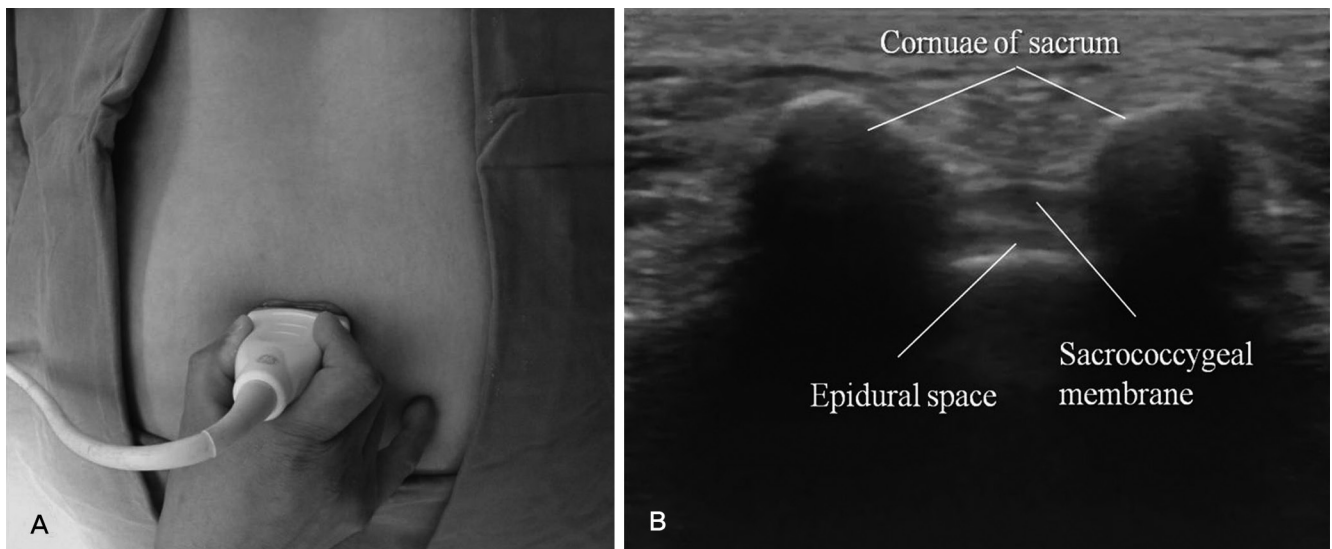 A
Cornuae of sacrum
Epidural space
Sacrococcygeal
membrane
B